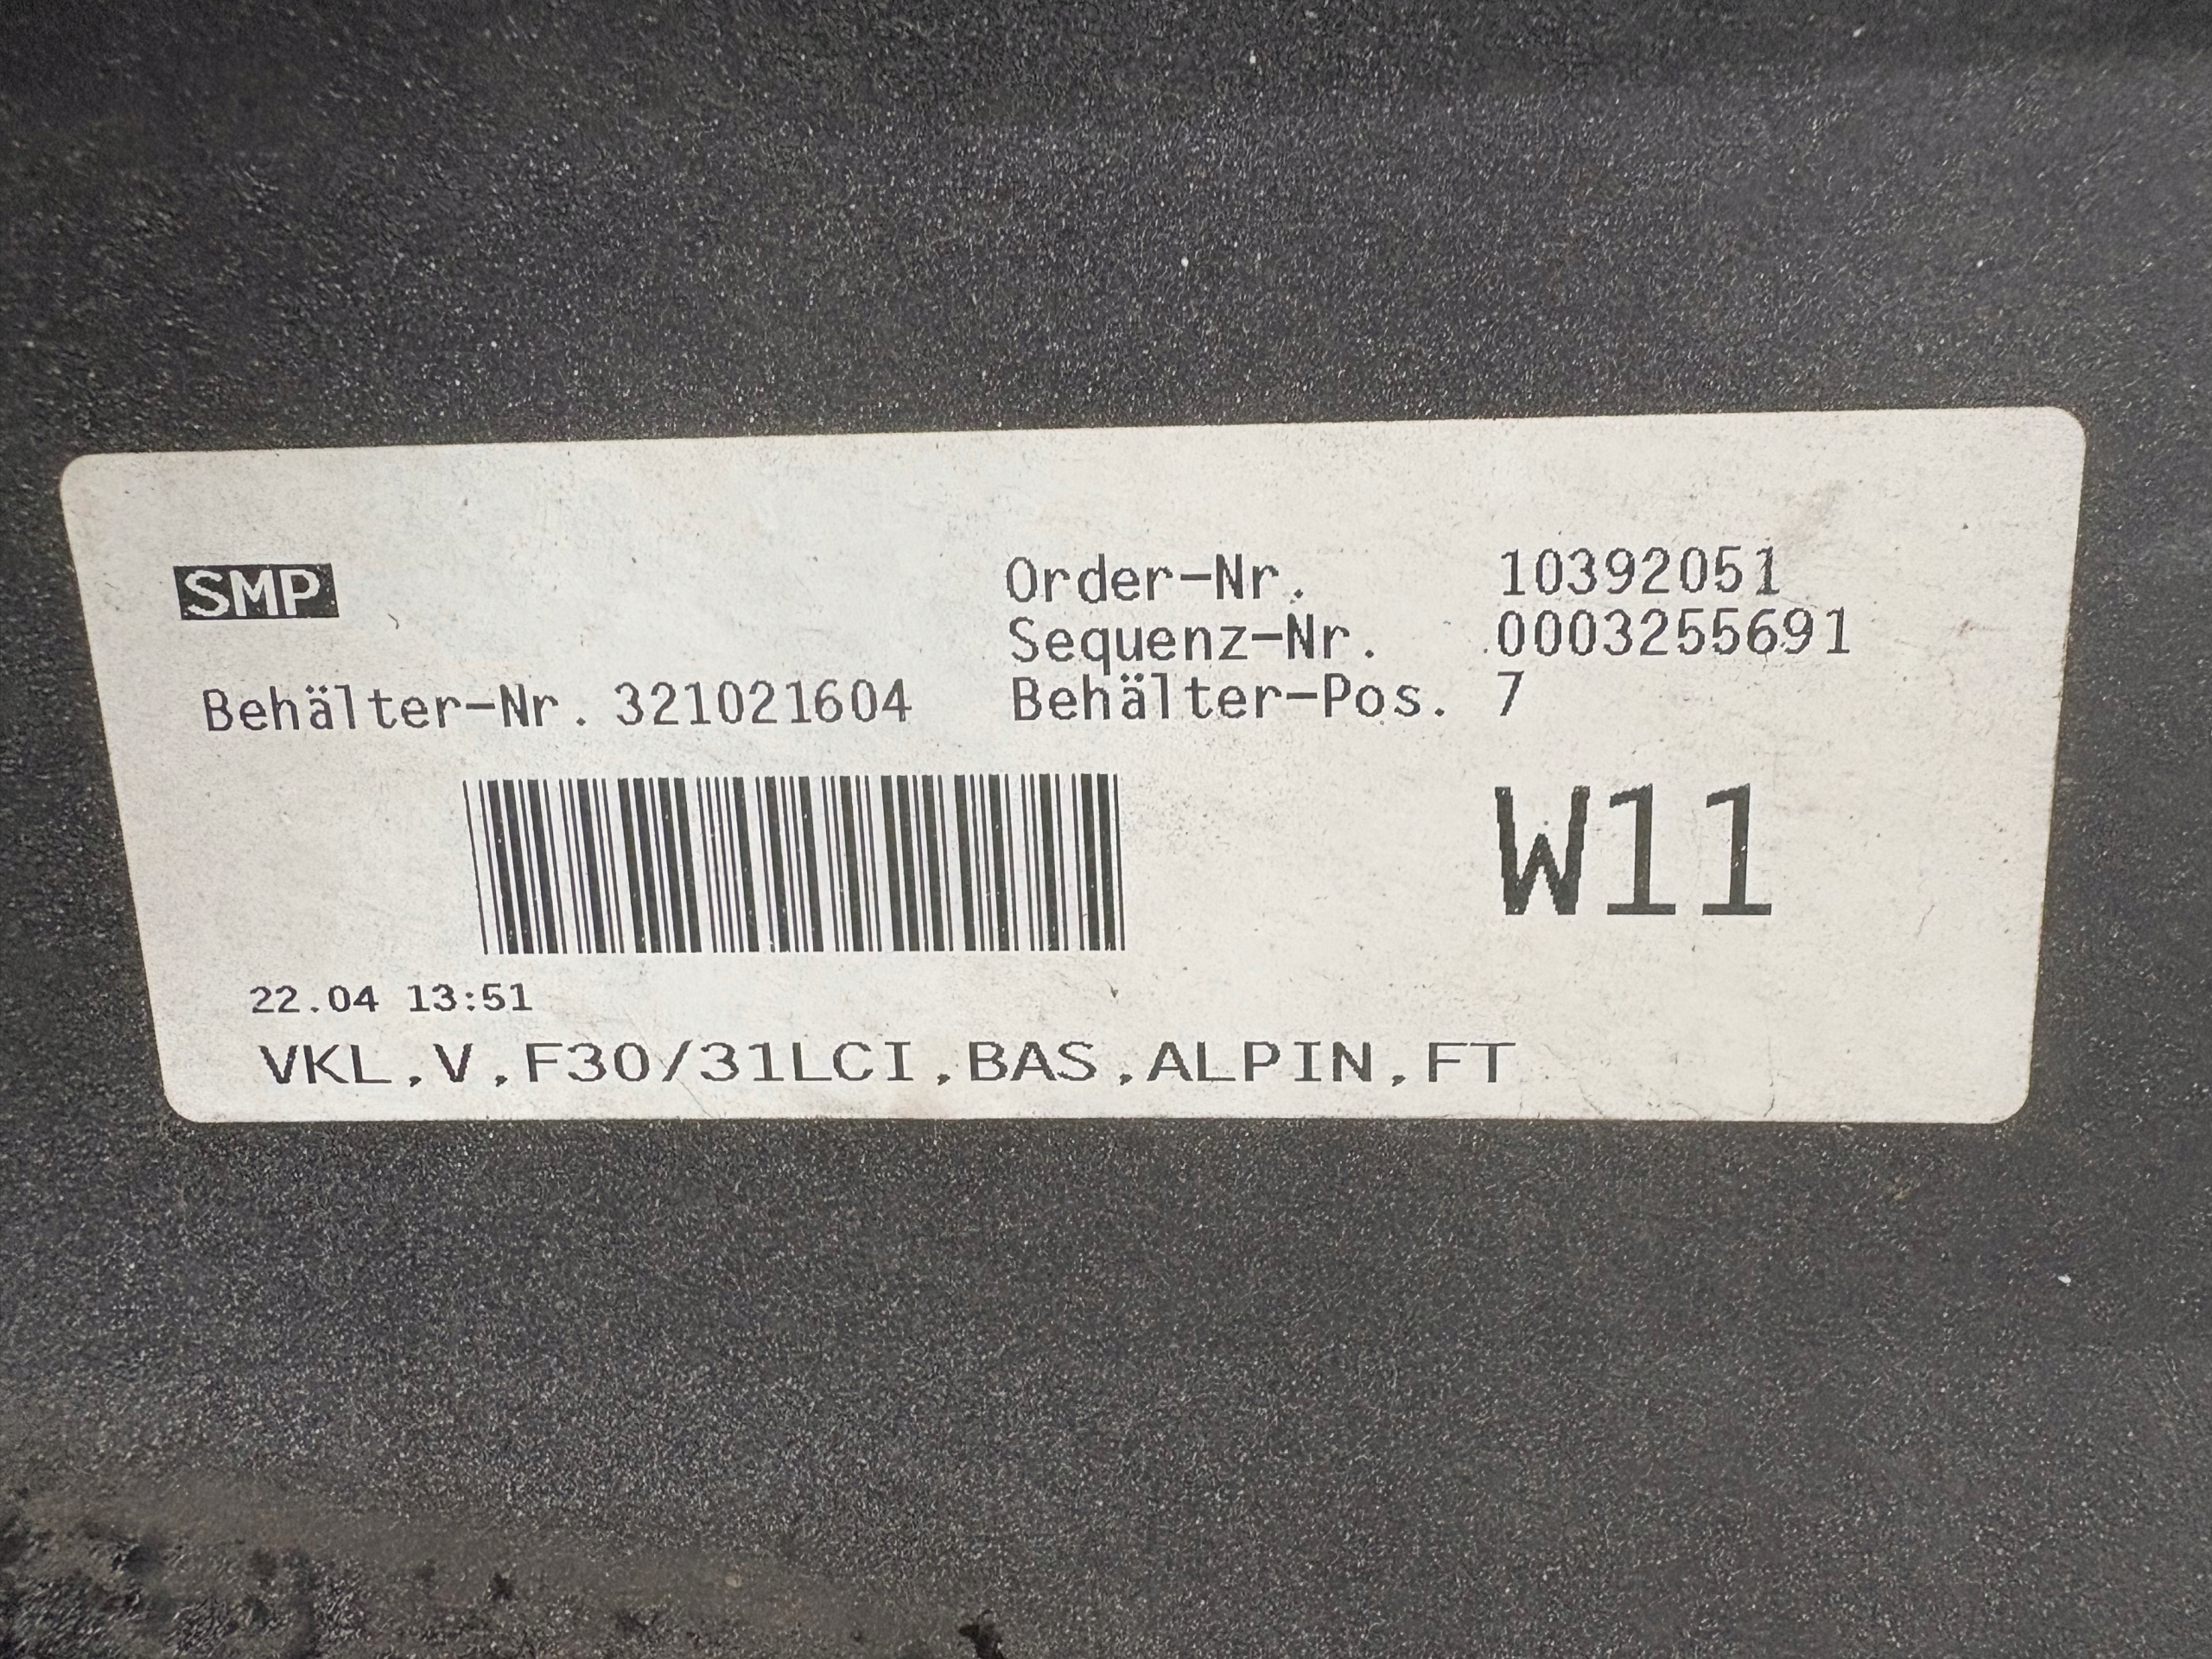 SMP
Order-Nr. 10392051
Sequenz-Nr. 0003255691
Behälter-Nr. 321021604 Behälter-Pos. 7
W11
22.04 13:51
VKL,V,F30/31LCI,BAS,ALPIN,FT